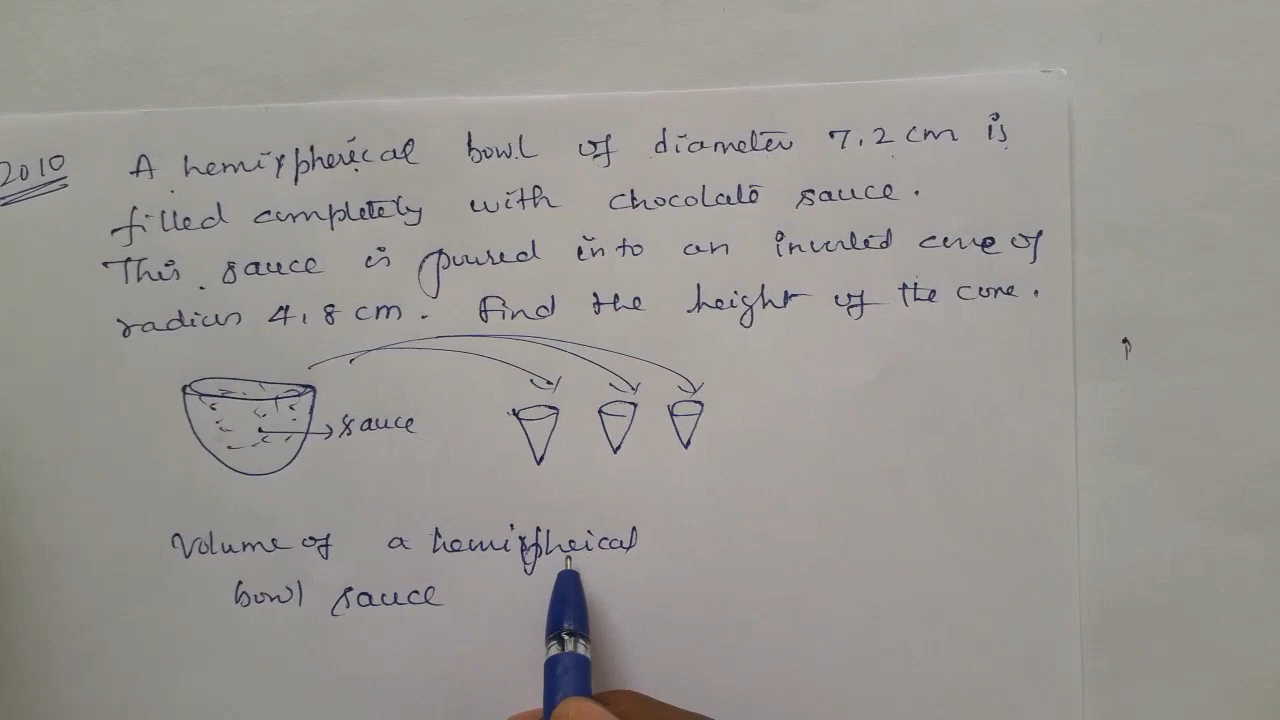 2010
A hemispherical bowl of diameter 7.2 cm is
filled completely with chocolate sauce.
This sauce is poured into an inverted cone of
radius 4.8 cm. Find the height of the cone.
sauce
Volume of a hemispheical
bowl sauce